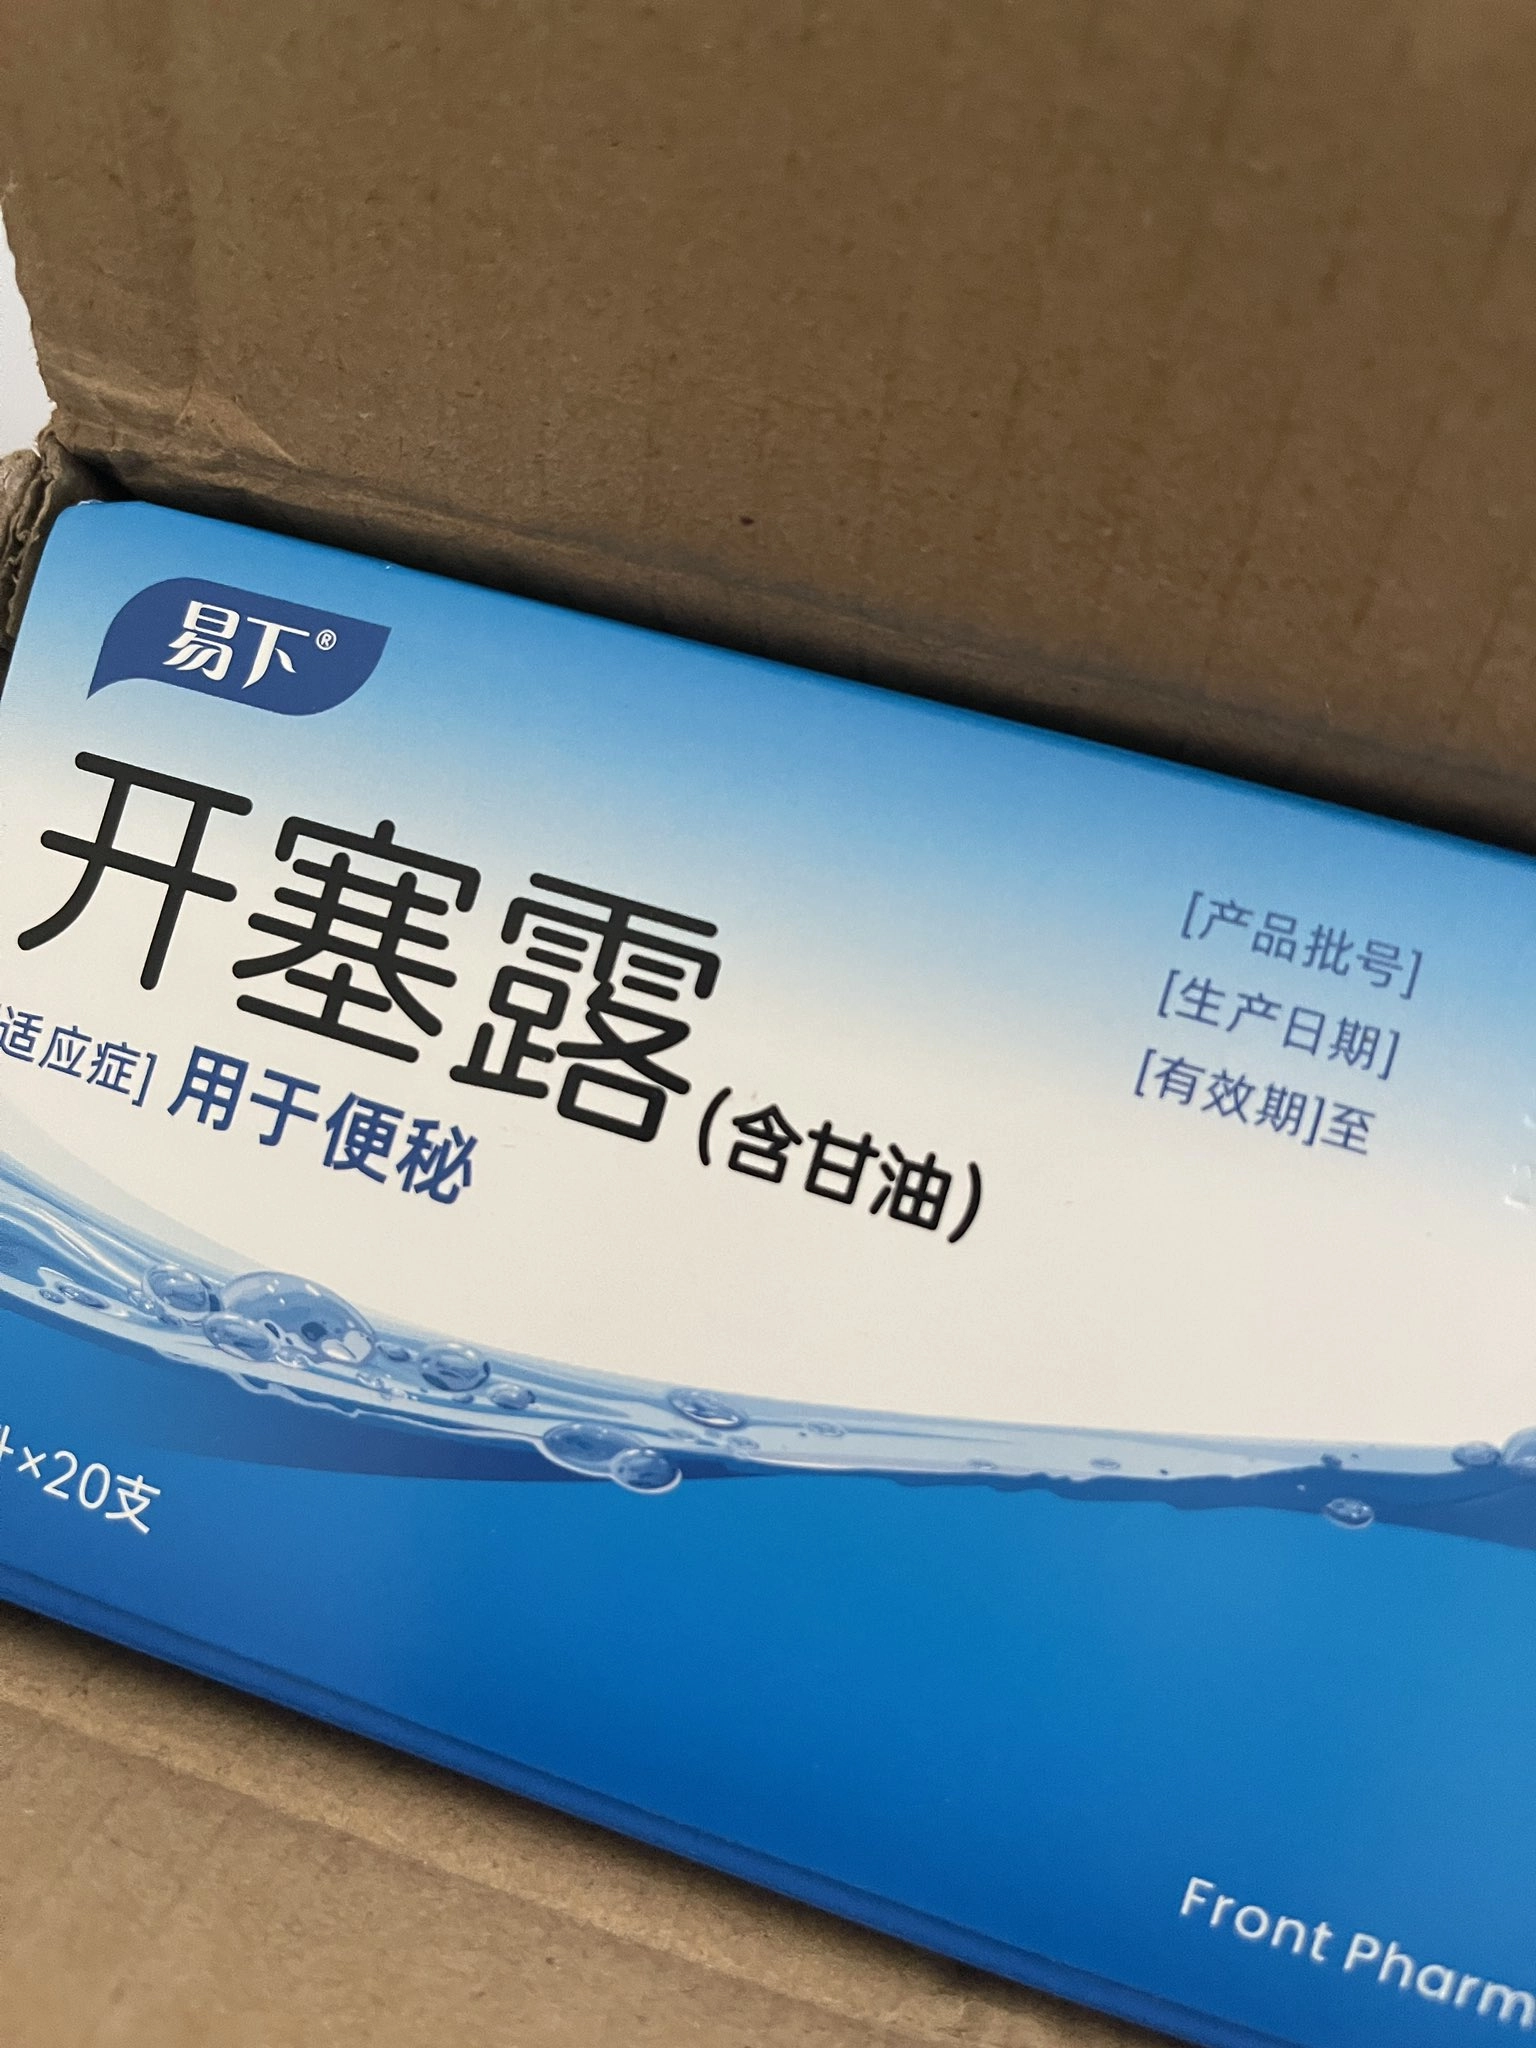 易下®
开塞露(含甘油)
适应症] 用于便秘
[产品批号]
[生产日期]
[有效期]至
×20支
Front Pharm